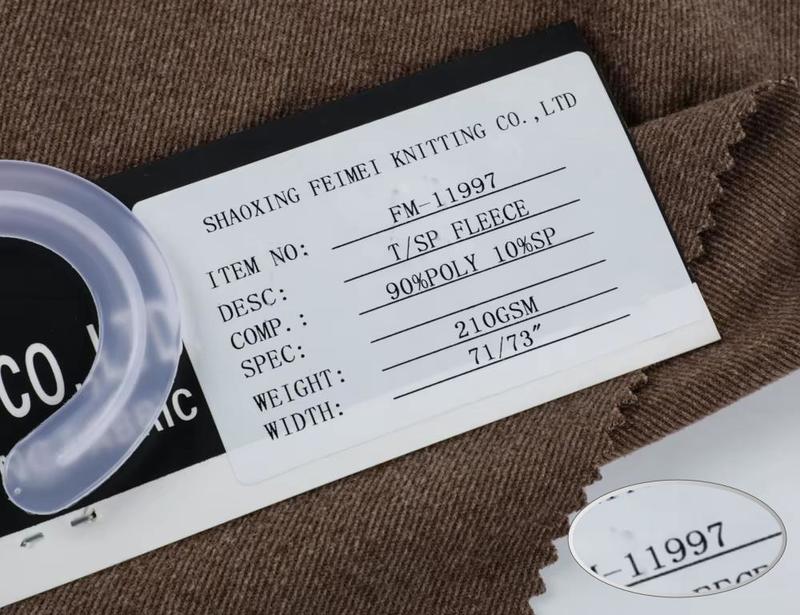 SHAOXING FEIMEI KNITTING CO.,LTD
ITEM NO: FM-11997
DESC: T/SP FLEECE
COMP.: 90%POLY 10%SP
SPEC:
WEIGHT: 210GSM
WIDTH: 71/73″
CO.,
-11997